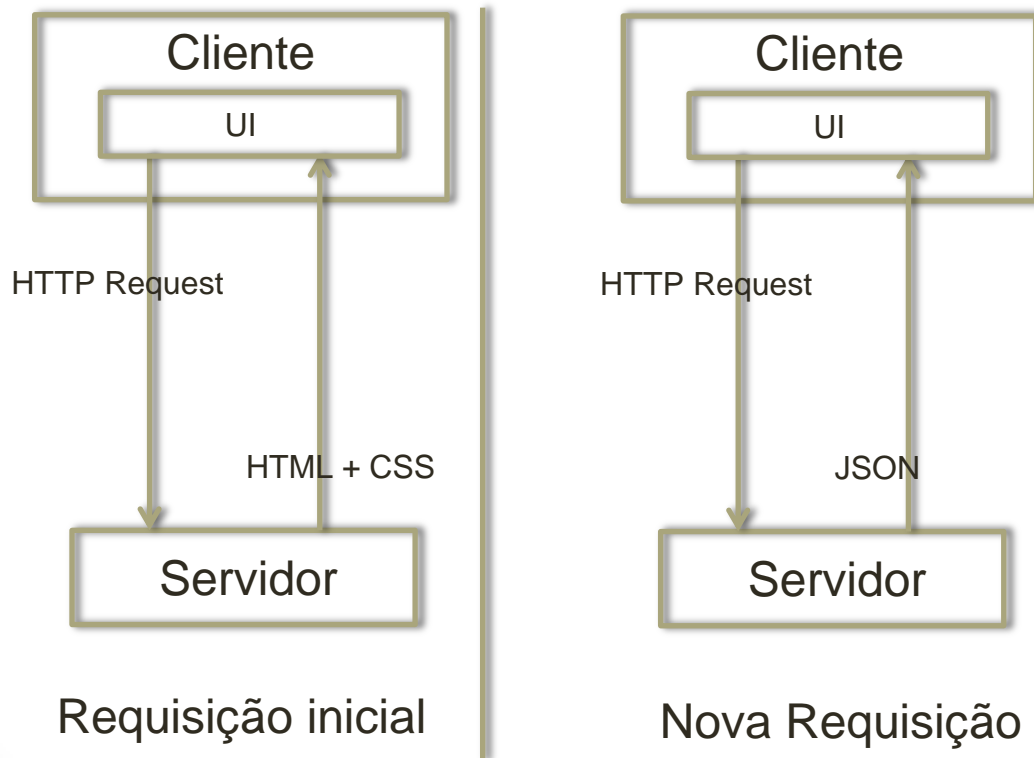 Cliente
UI
HTTP Request
HTML + CSS
Servidor
Requisição inicial
Cliente
UI
HTTP Request
JSON
Servidor
Nova Requisição